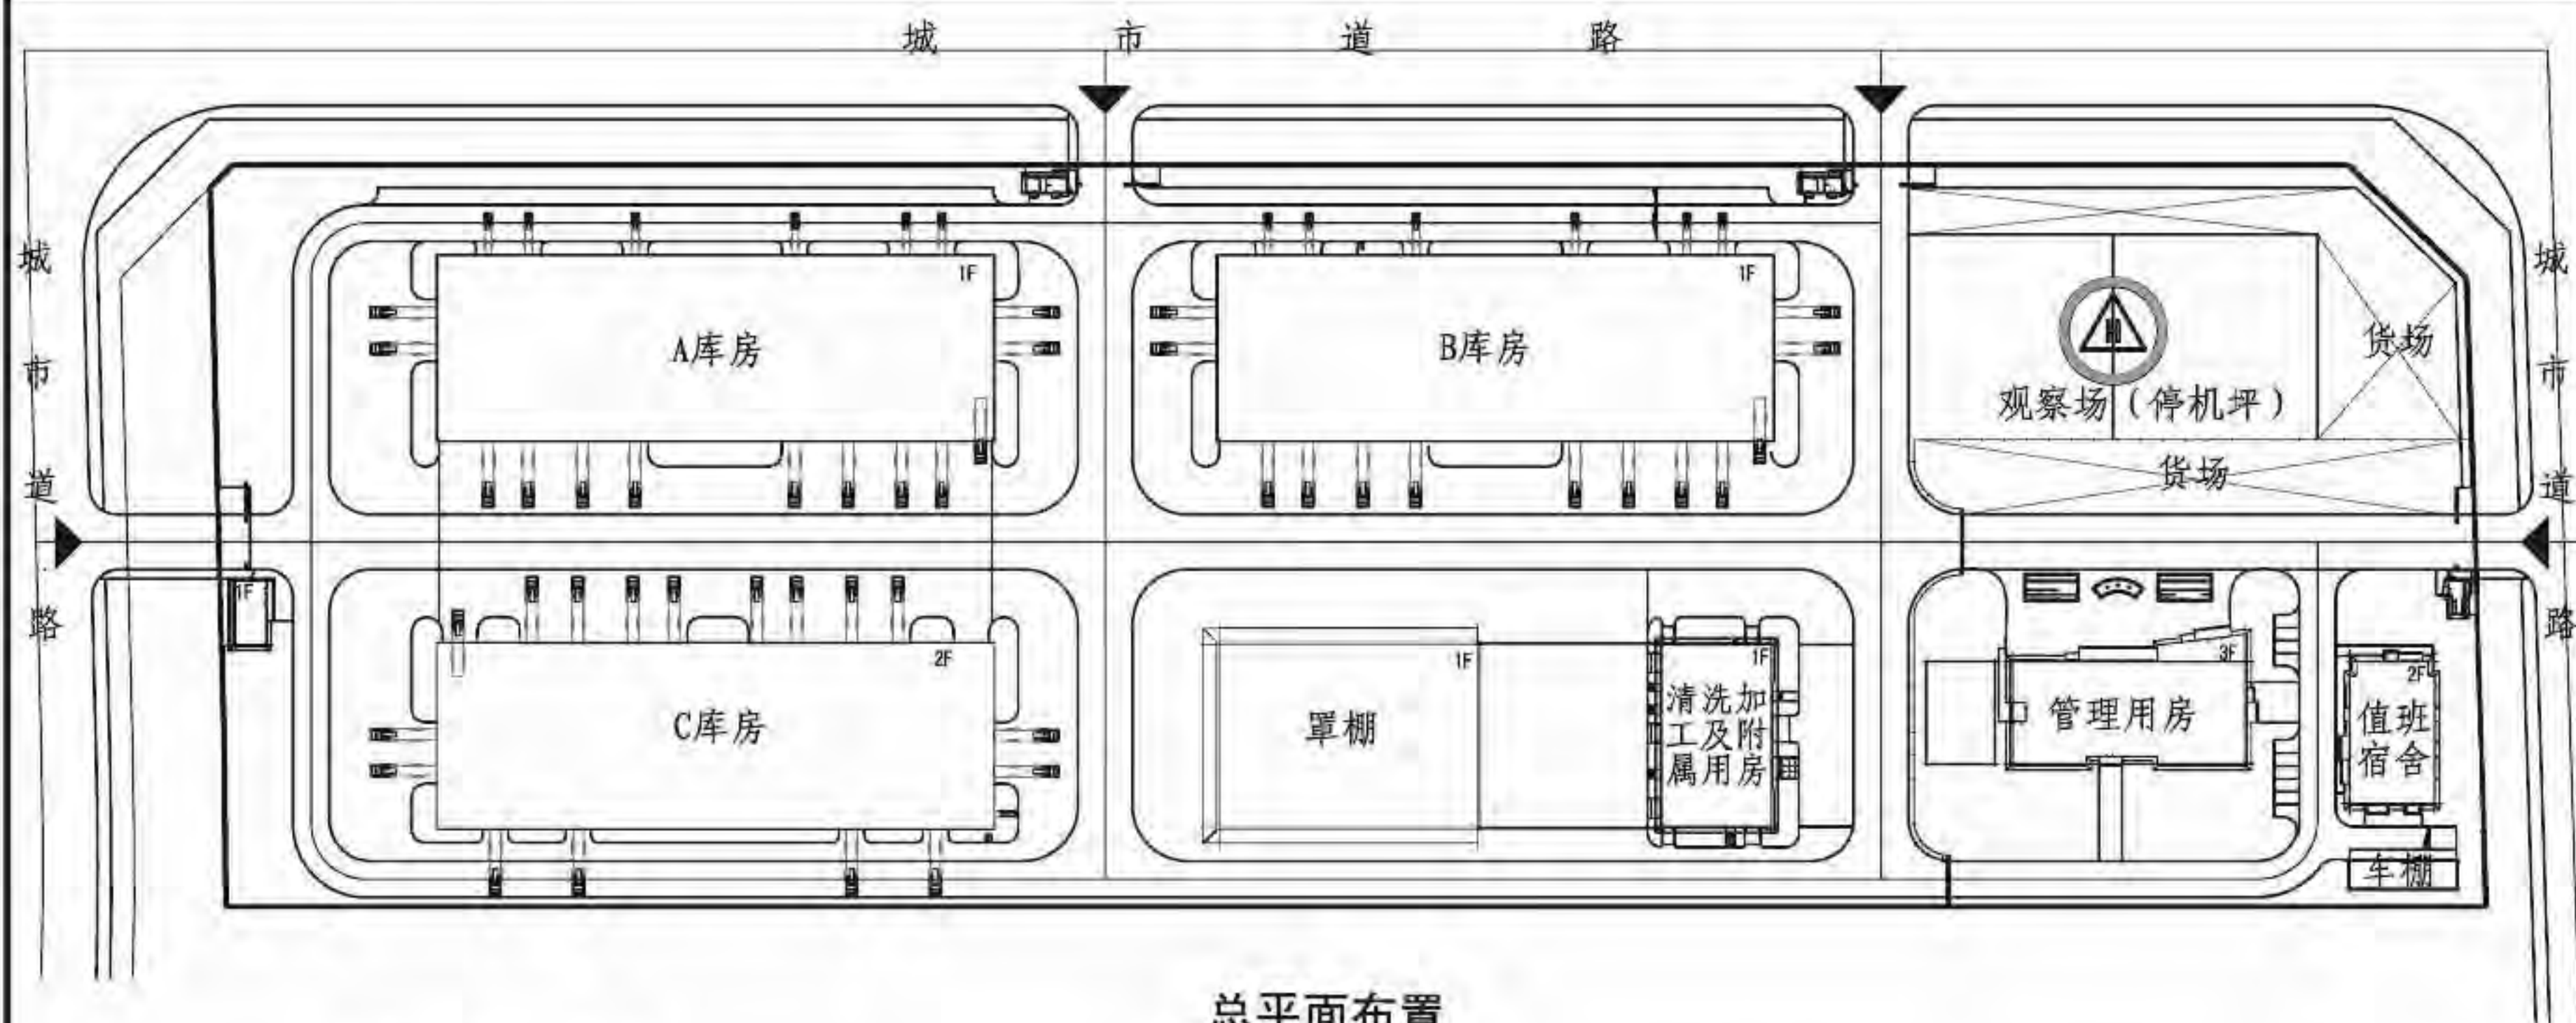 城市道路
城市道路
城市道路
1F
1F
1F
1F
A库房
B库房
货场
观察场（停机坪）
货场
1F
2F
C库房
1F
罩棚
1F
清洗加
工及附
属用房
3F
管理用房
2F
值班
宿舍
车棚
总平面布置